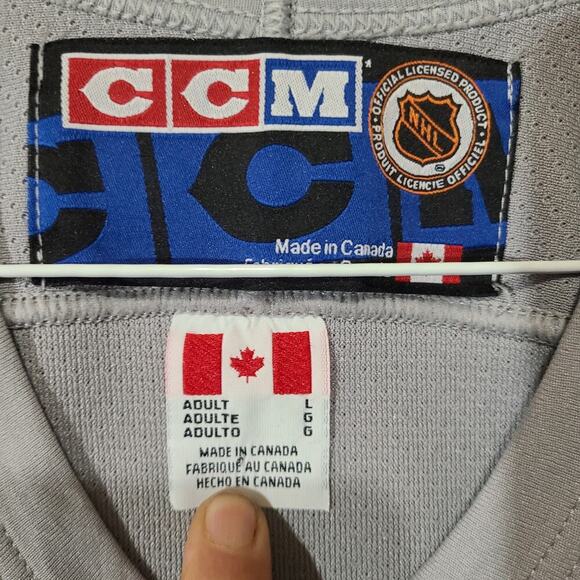 CCM
OFFICIAL LICENSED PRODUCT
NHL
PRODUIT LICENCIÉ OFFICIEL
Made in Canada
ADULT L
ADULTE G
ADULTO G
MADE IN CANADA
FABRIQUÉ AU CANADA
HECHO EN CANADA